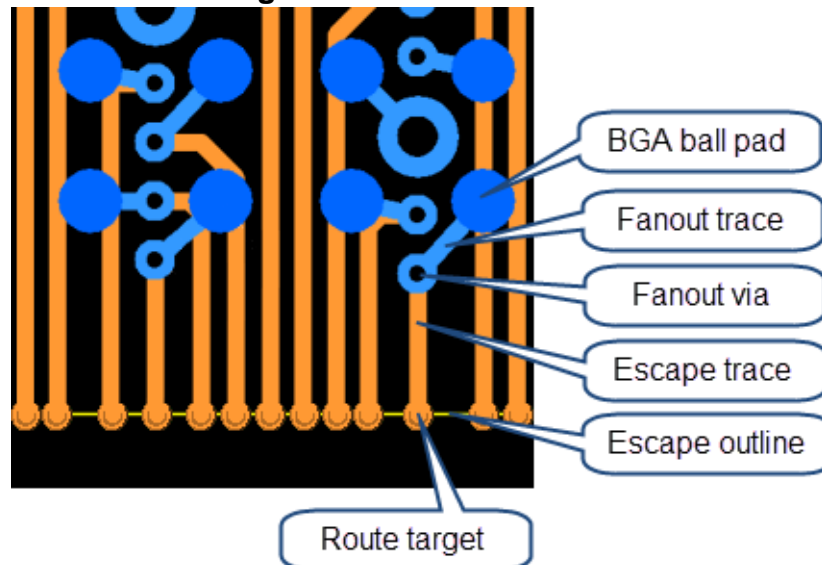 BGA ball pad
Fanout trace
Fanout via
Escape trace
Escape outline
Route target